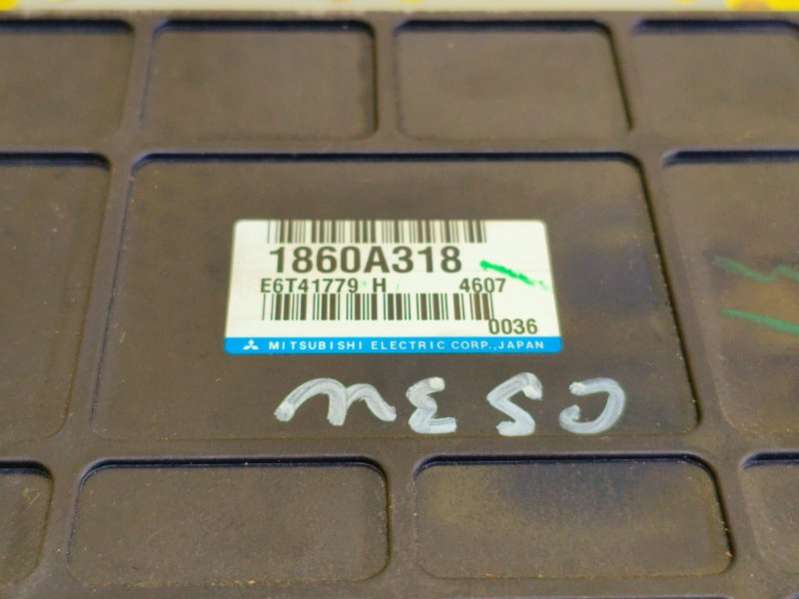 1860A318
E6T41779 H 4607
0036
MITSUBISHI ELECTRIC CORP., JAPAN
CS3W